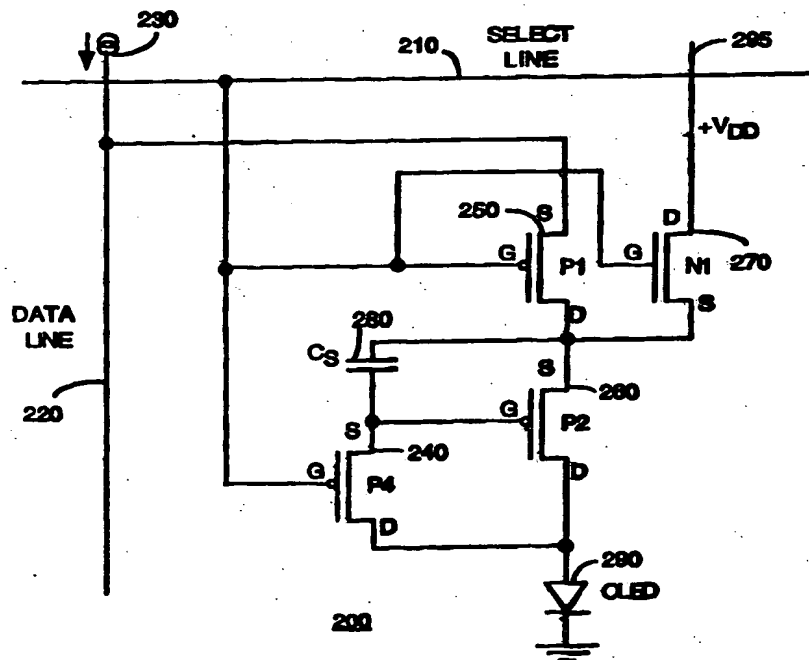 230
SELECT
LINE
210
295
+VDD
250
S
D
G
P1
G
N1
270
D
S
DATA
LINE
280
CS
S
260
220
S
240
G
P2
G
P4
D
D
290
OLED
200